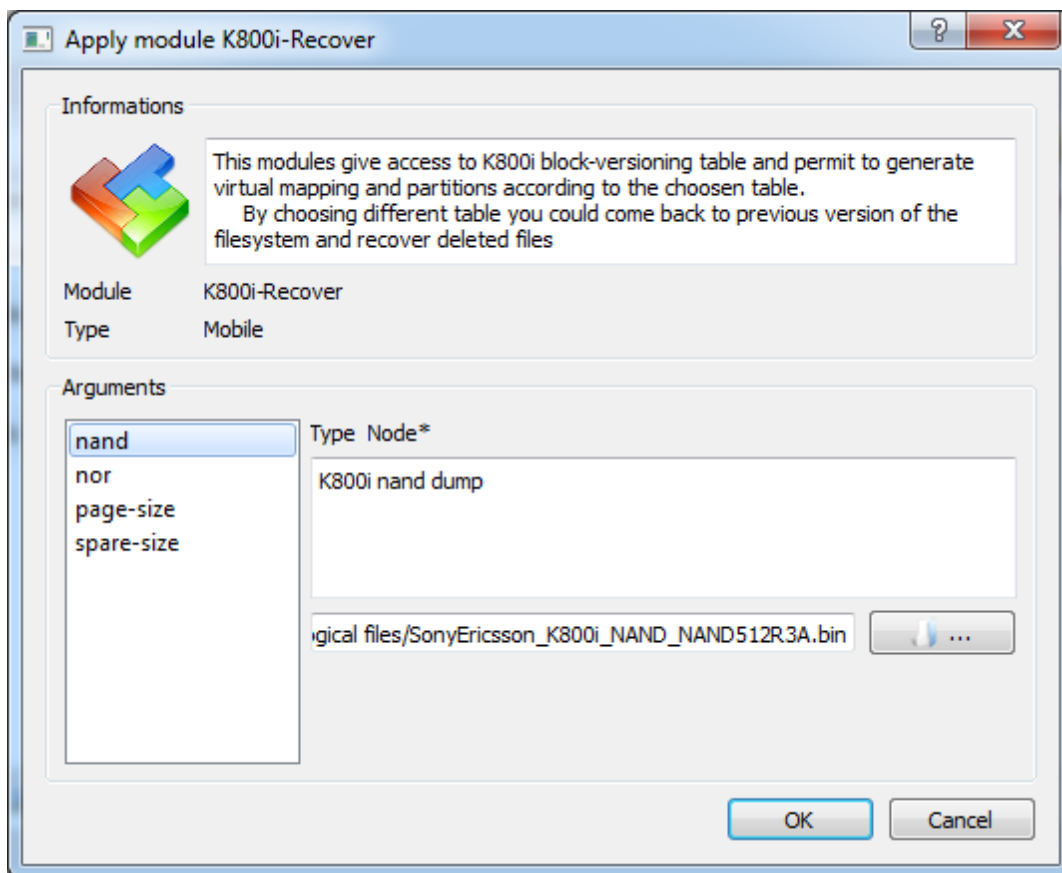 Apply module K800i-Recover
Informations
This modules give access to K800i block-versioning table and permit to generate
virtual mapping and partitions according to the choosen table.
By choosing different table you could come back to previous version of the
filesystem and recover deleted files
Module K800i-Recover
Type Mobile
Arguments
nand
nor
page-size
spare-size
Type Node*
K800i nand dump
gical files/SonyEricsson_K800i_NAND_NAND512R3A.bin
...
OK
Cancel